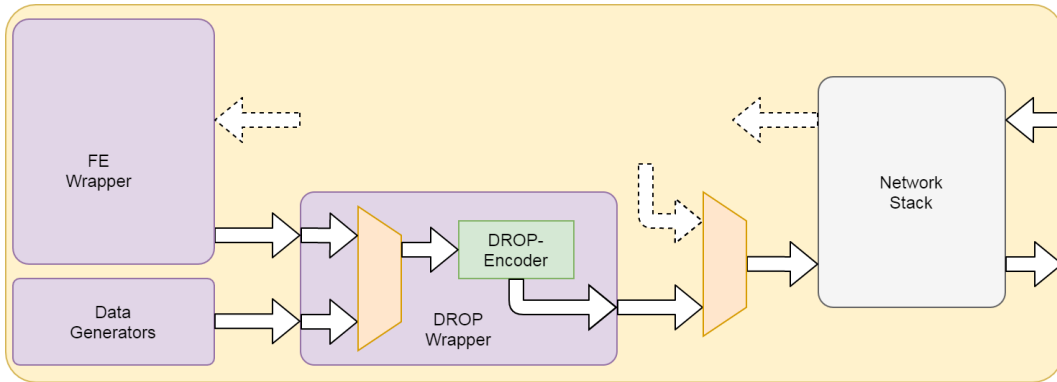 FE
Wrapper
Data
Generators
DROP-
Encoder
DROP
Wrapper
Network
Stack